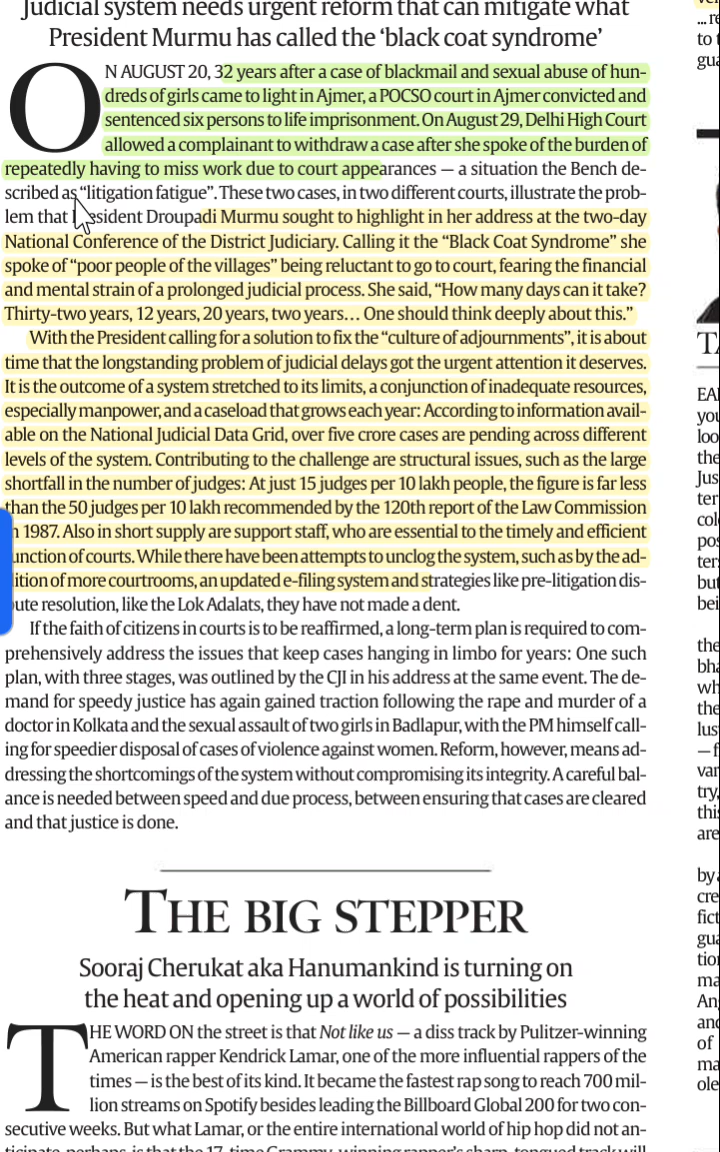 Judicial system needs urgent reform that can mitigate what
President Murmu has called the ‘black coat syndrome’
ON AUGUST 20, 32 years after a case of blackmail and sexual abuse of hun-
dreds of girls came to light in Ajmer, a POCSO court in Ajmer convicted and
sentenced six persons to life imprisonment. On August 29, Delhi High Court
allowed a complainant to withdraw a case after she spoke of the burden of
repeatedly having to miss work due to court appearances — a situation the Bench de-
scribed as “litigation fatigue”. These two cases, in two different courts, illustrate the prob-
lem that President Droupadi Murmu sought to highlight in her address at the two-day
National Conference of the District Judiciary. Calling it the “Black Coat Syndrome” she
spoke of “poor people of the villages” being reluctant to go to court, fearing the financial
and mental strain of a prolonged judicial process. She said, “How many days can it take?
Thirty-two years, 12 years, 20 years, two years… One should think deeply about this.”
With the President calling for a solution to fix the “culture of adjournments”, it is about
time that the longstanding problem of judicial delays got the urgent attention it deserves.
It is the outcome of a system stretched to its limits, a conjunction of inadequate resources,
especially manpower, and a caseload that grows each year: According to information avail-
able on the National Judicial Data Grid, over five crore cases are pending across different
levels of the system. Contributing to the challenge are structural issues, such as the large
shortfall in the number of judges: At just 15 judges per 10 lakh people, the figure is far less
than the 50 judges per 10 lakh recommended by the 120th report of the Law Commission
in 1987. Also in short supply are support staff, who are essential to the timely and efficient
function of courts. While there have been attempts to unclog the system, such as by the ad-
dition of more courtrooms, an updated e-filing system and strategies like pre-litigation dis-
pute resolution, like the Lok Adalats, they have not made a dent.
If the faith of citizens in courts is to be reaffirmed, a long-term plan is required to com-
prehensively address the issues that keep cases hanging in limbo for years: One such
plan, with three stages, was outlined by the CJI in his address at the same event. The de-
mand for speedy justice has again gained traction following the rape and murder of a
doctor in Kolkata and the sexual assault of two girls in Badlapur, with the PM himself call-
ing for speedier disposal of cases of violence against women. Reform, however, means ad-
dressing the shortcomings of the system without compromising its integrity. A careful bal-
ance is needed between speed and due process, between ensuring that cases are cleared
and that justice is done.
THE BIG STEPPER
Sooraj Cherukat aka Hanumankind is turning on
the heat and opening up a world of possibilities
THE WORD ON the street is that Not like us — a diss track by Pulitzer-winning
American rapper Kendrick Lamar, one of the more influential rappers of the
times — is the best of its kind. It became the fastest rap song to reach 700 mil-
lion streams on Spotify besides leading the Billboard Global 200 for two con-
secutive weeks. But what Lamar, or the entire international world of hip hop did not an-
ticipate, perhaps, is that the 17-time Grammy-winning rapper's sharp-tongued track will